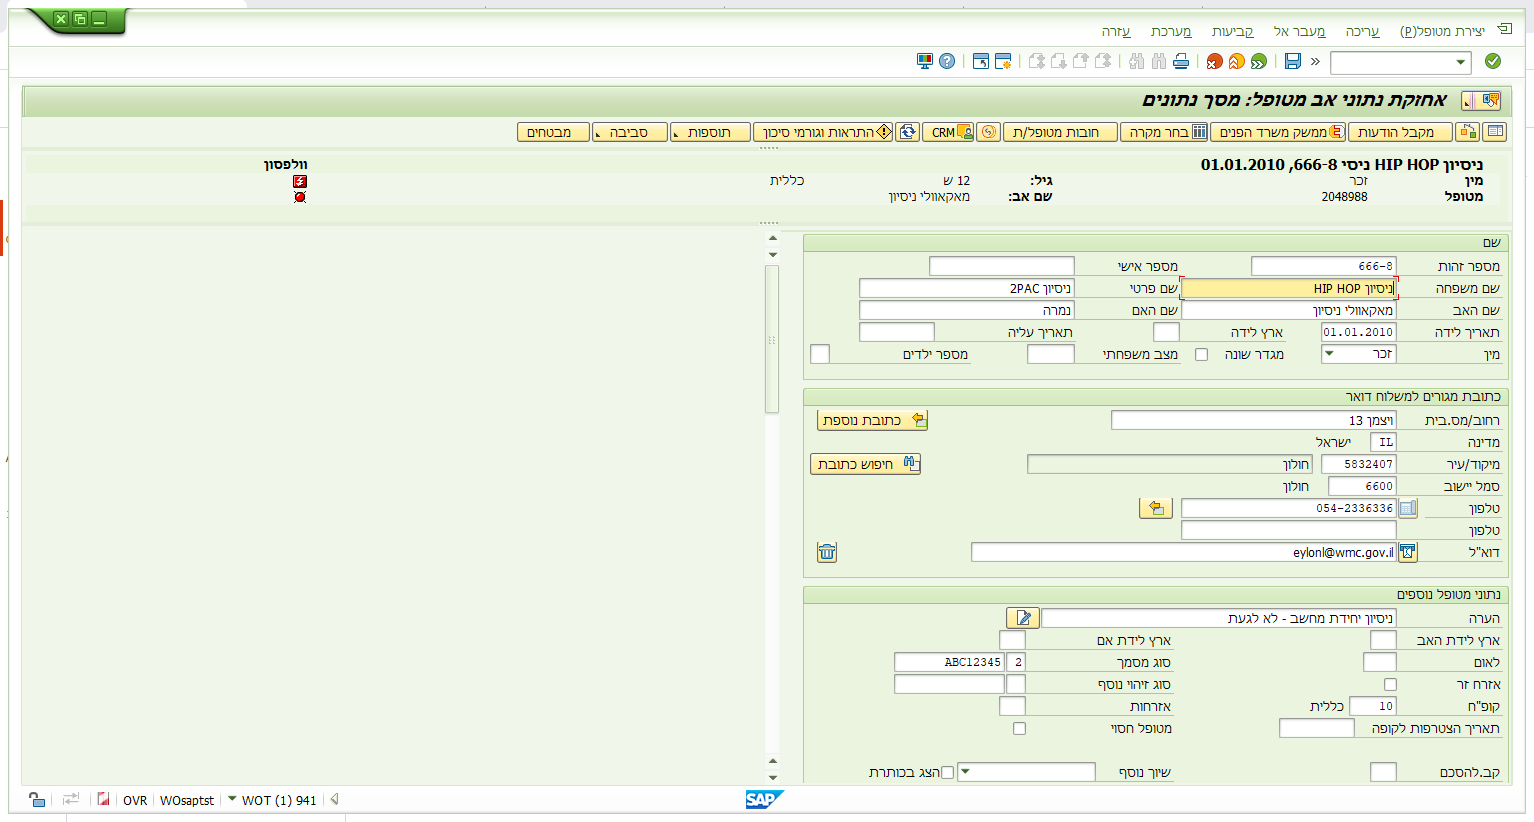 יצירת מטופל(P) עריכה מעבר אל קביעות מערכת עזרה
אחזקת נתוני אב מטופל: מסך נתונים
מקבל הודעות ממשק משרד הפנים בחר מקרה חובות מטופל/ת CRM התראות וגורמי סיכון תוספות סביבה מבטחים
ניסיון HIP HOP ניסי 666-8, 01.01.2010 וולפסון
מין זכר גיל: 12 ש כללית
מטופל 2048988 שם אב: מאקאוולי ניסיון
שם
מספר זהות 666-8 מספר אישי
שם משפחה ניסיון HIP HOP שם פרטי ניסיון 2PAC
שם האב מאקאוולי ניסיון שם האם נמרה
תאריך לידה 01.01.2010 ארץ לידה תאריך עליה
מין זכר מגדר שונה מצב משפחתי מספר ילדים
כתובת מגורים למשלוח דואר
רחוב/מס.בית ויצמן 13 כתובת נוספת
מדינה IL ישראל
מיקוד/עיר 5832407 חולון חיפוש כתובת
סמל יישוב 6600 חולון
טלפון 054-2336336
טלפון
דוא"ל eylonl@wmc.gov.il
נתוני מטופל נוספים
הערה ניסיון יחידת מחשב - לא לגעת
ארץ לידת האב ארץ לידת אם
לאום סוג מסמך 2 ABC12345
אזרח זר סוג זיהוי נוסף
קופ"ח 10 כללית אזרחות
תאריך הצטרפות לקופה מטופל חסוי
קב.להסכם שיוך נוסף הצג בכותרת
SAP WOT (1) 941 WOsaptst OVR